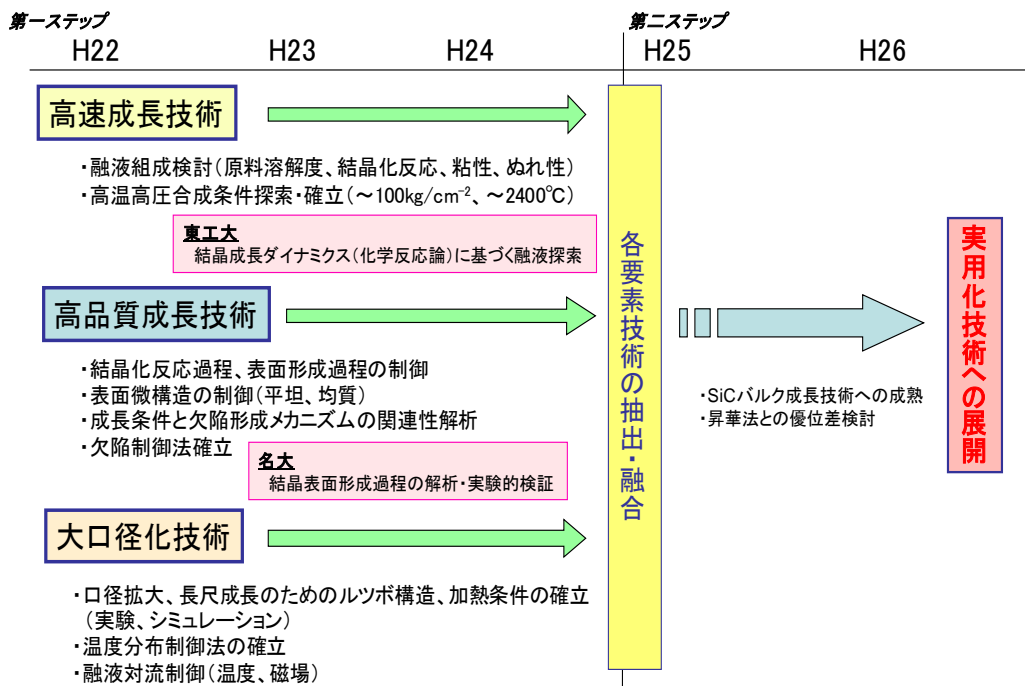 第一ステップ
第二ステップ
H22
H23
H24
H25
H26
高速成長技術
・融液組成検討(原料溶解度、結晶化反応、粘性、ぬれ性)
・高温高圧合成条件探索・確立(～100kg/cm⁻²、～2400℃)
東工大
結晶成長ダイナミクス(化学反応論)に基づく融液探索
高品質成長技術
・結晶化反応過程、表面形成過程の制御
・表面微構造の制御(平坦、均質)
・成長条件と欠陥形成メカニズムの関連性解析
・欠陥制御法確立
名大
結晶表面形成過程の解析・実験的検証
大口径化技術
・口径拡大、長尺成長のためのルツボ構造、加熱条件の確立
(実験、シミュレーション)
・温度分布制御法の確立
・融液対流制御(温度、磁場)
各要素技術の抽出・融合
・SiCバルク成長技術への成熟
・昇華法との優位差検討
実用化技術への展開